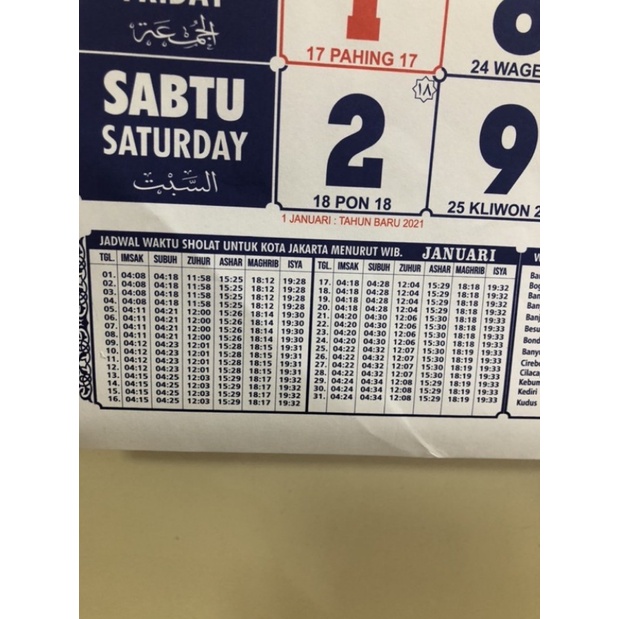 FRIDAY
الجمعة
1
17 PAHING 17
8
24 WAGE
SABTU
SATURDAY
السبت
2
١٨
18 PON 18
9
25 KLIWON 2
1 JANUARI : TAHUN BARU 2021
JADWAL WAKTU SHOLAT UNTUK KOTA JAKARTA MENURUT WIB. JANUARI
TGL. IMSAK SUBUH ZUHUR ASHAR MAGHRIB ISYA TGL. IMSAK SUBUH ZUHUR ASHAR MAGHRIB ISYA
01. 04:08 04:18 11:58 15:25 18:12 19:28 17. 04:18 04:28 12:04 15:29 18:18 19:32
02. 04:08 04:18 11:58 15:25 18:12 19:28 18. 04:18 04:28 12:04 15:29 18:18 19:32
03. 04:08 04:18 11:58 15:25 18:12 19:28 19. 04:18 04:28 12:04 15:29 18:18 19:32
04. 04:08 04:18 11:58 15:25 18:12 19:28 20. 04:18 04:28 12:04 15:29 18:18 19:32
05. 04:11 04:21 12:00 15:26 18:14 19:30 21. 04:20 04:30 12:06 15:30 18:18 19:33
06. 04:11 04:21 12:00 15:26 18:14 19:30 22. 04:20 04:30 12:06 15:30 18:18 19:33
07. 04:11 04:21 12:00 15:26 18:14 19:30 23. 04:20 04:30 12:06 15:30 18:18 19:33
08. 04:11 04:21 12:00 15:26 18:14 19:30 24. 04:20 04:30 12:06 15:30 18:18 19:33
09. 04:12 04:23 12:01 15:28 18:15 19:31 25. 04:22 04:32 12:07 15:30 18:19 19:33
10. 04:12 04:23 12:01 15:28 18:15 19:31 26. 04:22 04:32 12:07 15:30 18:19 19:33
11. 04:12 04:23 12:01 15:28 18:15 19:31 27. 04:22 04:32 12:07 15:30 18:19 19:33
12. 04:12 04:23 12:01 15:28 18:15 19:31 28. 04:22 04:32 12:07 15:30 18:19 19:33
13. 04:15 04:25 12:03 15:29 18:17 19:32 29. 04:24 04:34 12:08 15:29 18:19 19:33
14. 04:15 04:25 12:03 15:29 18:17 19:32 30. 04:24 04:34 12:08 15:29 18:19 19:33
15. 04:15 04:25 12:03 15:29 18:17 19:32 31. 04:24 04:34 12:08 15:29 18:19 19:33
16. 04:15 04:25 12:03 15:29 18:17 19:32
Bog
Banj
Besu
Bond
Banyu
Cireb
Cilaca
Kebum
Kediri
Kudus